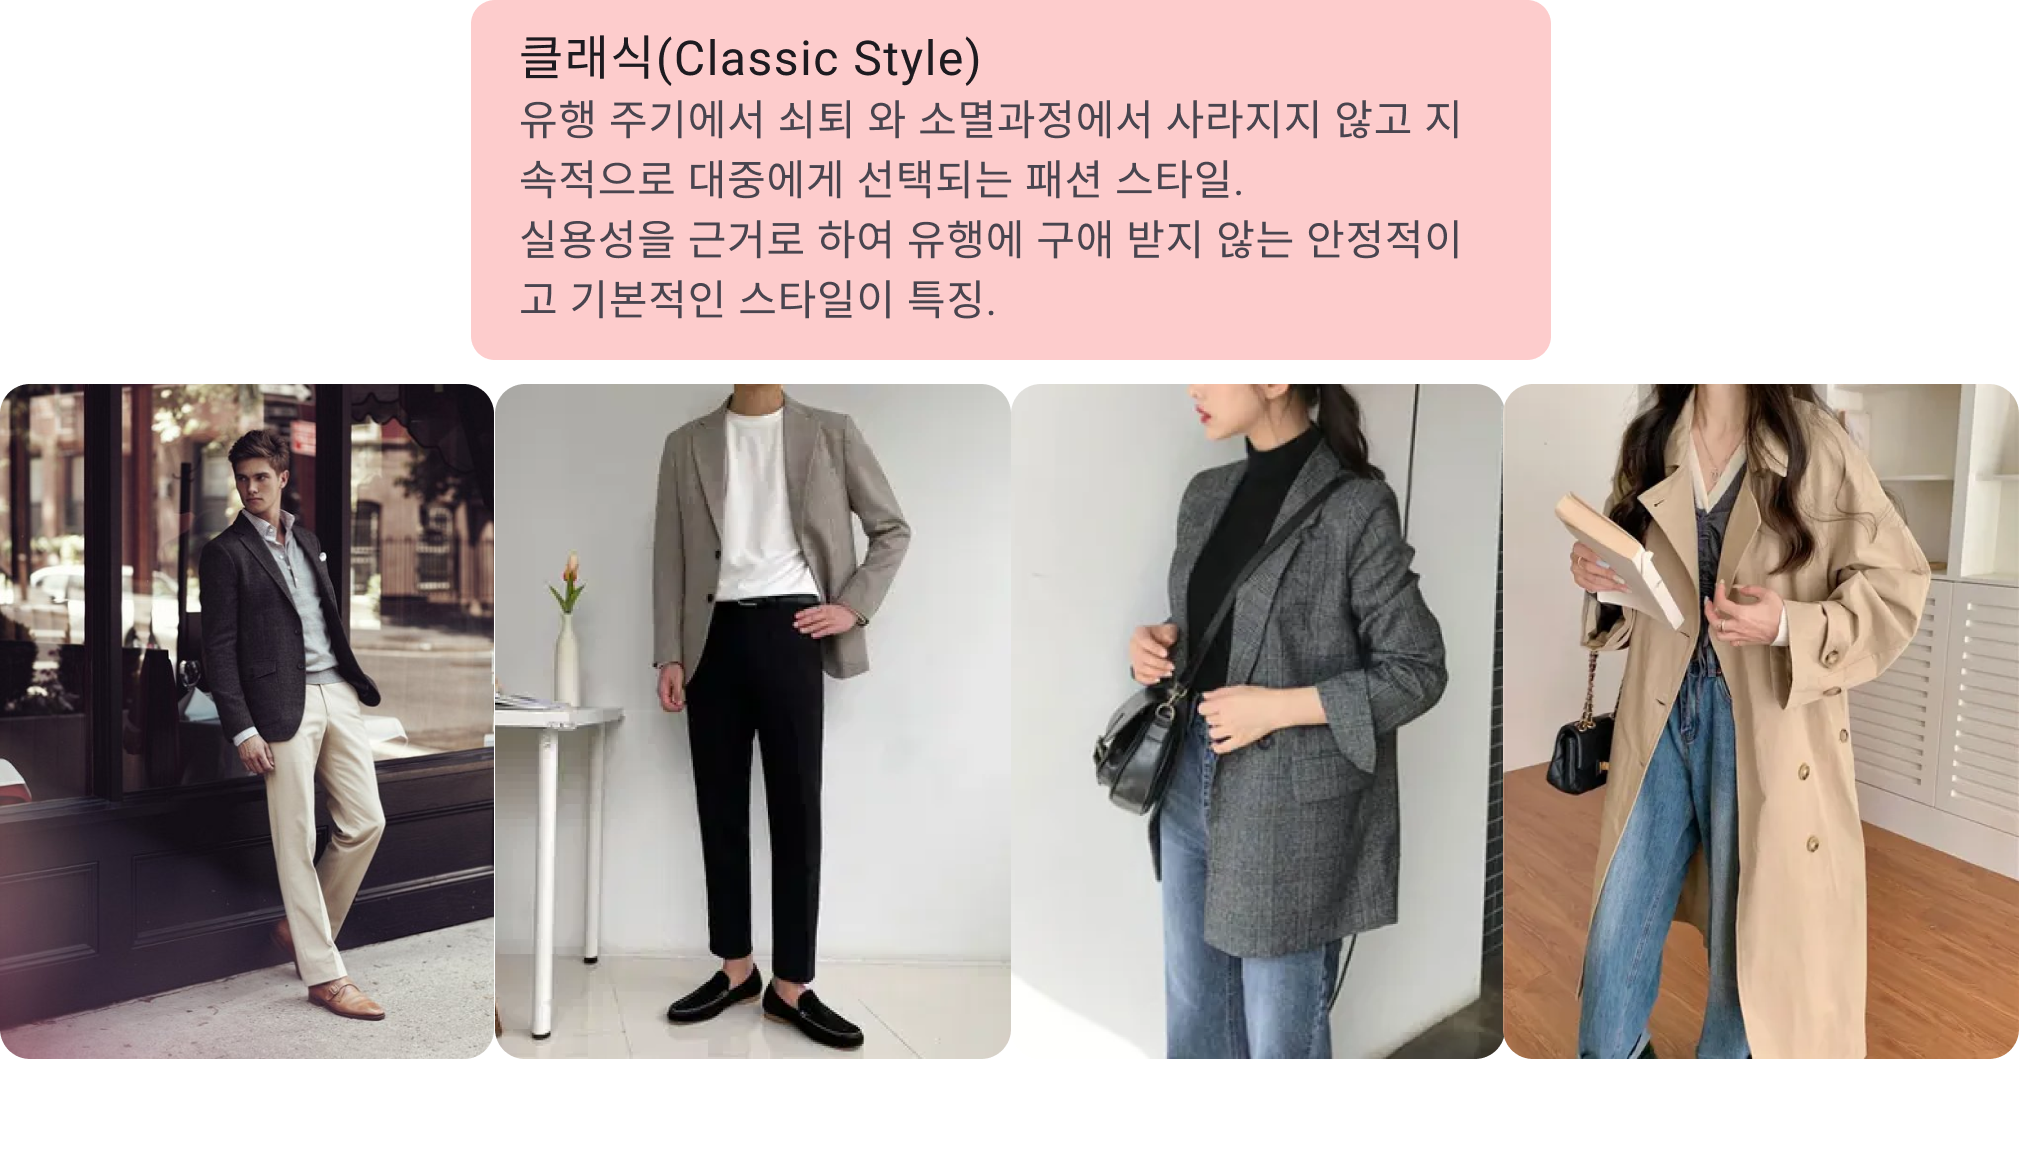 클래식(Classic Style)
유행 주기에서 쇠퇴 와 소멸과정에서 사라지지 않고 지
속적으로 대중에게 선택되는 패션 스타일.
실용성을 근거로 하여 유행에 구애 받지 않는 안정적이
고 기본적인 스타일이 특징.